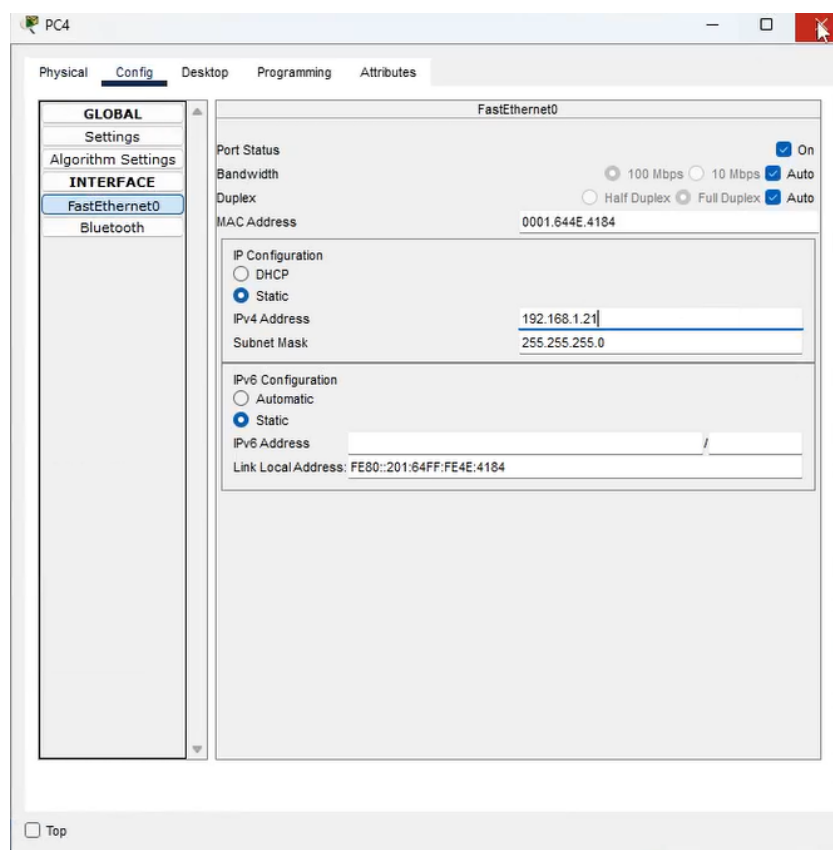 PC4
Physical Config Desktop Programming Attributes
GLOBAL
Settings
Algorithm Settings
INTERFACE
FastEthernet0
Bluetooth
FastEthernet0
Port Status On
Bandwidth 100 Mbps 10 Mbps Auto
Duplex Half Duplex Full Duplex Auto
MAC Address 0001.644E.4184
IP Configuration
DHCP
Static
IPv4 Address 192.168.1.21
Subnet Mask 255.255.255.0
IPv6 Configuration
Automatic
Static
IPv6 Address /
Link Local Address: FE80::201:64FF:FE4E:4184
Top